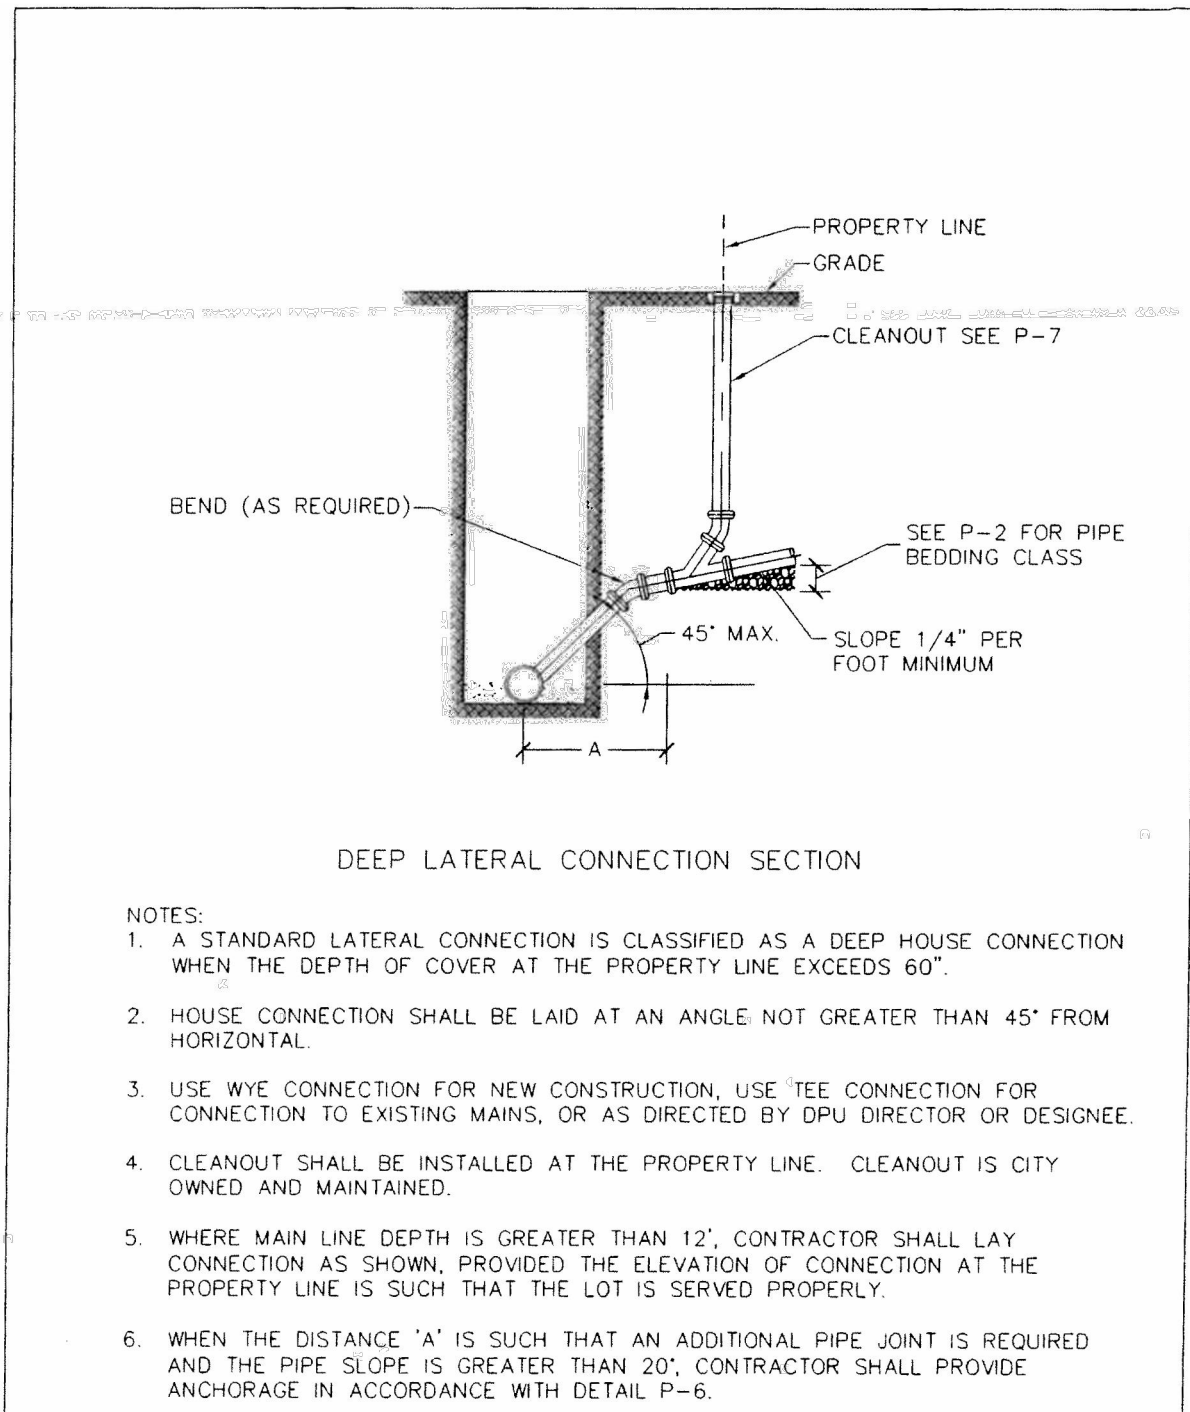 PROPERTY LINE
GRADE
CLEANOUT SEE P-7
BEND (AS REQUIRED)
SEE P-2 FOR PIPE
BEDDING CLASS
45° MAX.
SLOPE 1/4" PER
FOOT MINIMUM
A
DEEP LATERAL CONNECTION SECTION
NOTES:
1. A STANDARD LATERAL CONNECTION IS CLASSIFIED AS A DEEP HOUSE CONNECTION
WHEN THE DEPTH OF COVER AT THE PROPERTY LINE EXCEEDS 60".
2. HOUSE CONNECTION SHALL BE LAID AT AN ANGLE NOT GREATER THAN 45° FROM
HORIZONTAL.
3. USE WYE CONNECTION FOR NEW CONSTRUCTION, USE TEE CONNECTION FOR
CONNECTION TO EXISTING MAINS, OR AS DIRECTED BY DPU DIRECTOR OR DESIGNEE.
4. CLEANOUT SHALL BE INSTALLED AT THE PROPERTY LINE. CLEANOUT IS CITY
OWNED AND MAINTAINED.
5. WHERE MAIN LINE DEPTH IS GREATER THAN 12', CONTRACTOR SHALL LAY
CONNECTION AS SHOWN, PROVIDED THE ELEVATION OF CONNECTION AT THE
PROPERTY LINE IS SUCH THAT THE LOT IS SERVED PROPERLY.
6. WHEN THE DISTANCE 'A' IS SUCH THAT AN ADDITIONAL PIPE JOINT IS REQUIRED
AND THE PIPE SLOPE IS GREATER THAN 20°, CONTRACTOR SHALL PROVIDE
ANCHORAGE IN ACCORDANCE WITH DETAIL P-6.